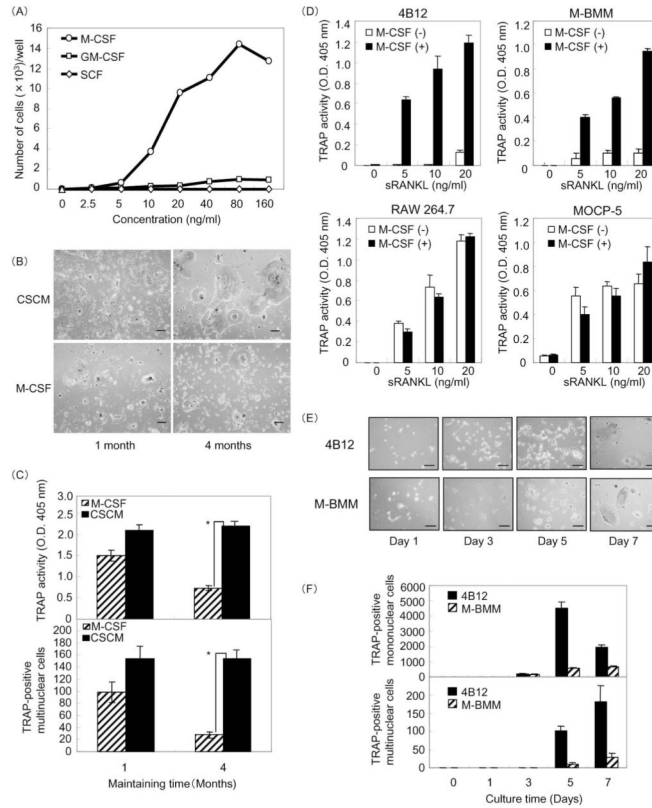 (A)
Number of cells (×10³)/well
16
14
12
10
8
6
4
2
0
M-CSF
GM-CSF
SCF
0 2.5 5 10 20 40 80 160
Concentration (ng/ml)
(B)
CSCM
M-CSF
1 month 4 months
(C)
TRAP activity (O.D. 405 nm)
3.0
2.5
2.0
1.5
1.0
0.5
0
M-CSF
CSCM
*
TRAP-positive
multinuclear cells
200
180
160
140
120
100
80
60
40
20
0
M-CSF
CSCM
*
1 4
Maintaining time (Months)
(D)
4B12
TRAP activity (O.D. 405 nm)
1.4
1.2
1.0
0.8
0.6
0.4
0.2
0
M-CSF (-)
M-CSF (+)
0 5 10 20
sRANKL (ng/ml)
M-BMM
TRAP activity (O.D. 405 nm)
1.4
1.2
1.0
0.8
0.6
0.4
0.2
0
M-CSF (-)
M-CSF (+)
0 5 10 20
sRANKL (ng/ml)
RAW 264.7
TRAP activity (O.D. 405 nm)
1.4
1.2
1.0
0.8
0.6
0.4
0.2
0
M-CSF (-)
M-CSF (+)
0 5 10 20
sRANKL (ng/ml)
MOCP-5
TRAP activity (O.D. 405 nm)
1.4
1.2
1.0
0.8
0.6
0.4
0.2
0
M-CSF (-)
M-CSF (+)
0 5 10 20
sRANKL (ng/ml)
(E)
4B12
M-BMM
Day 1 Day 3 Day 5 Day 7
(F)
TRAP-positive
mononuclear cells
6000
5000
4000
3000
2000
1000
0
4B12
M-BMM
TRAP-positive
multinuclear cells
250
200
150
100
50
0
4B12
M-BMM
0 1 3 5 7
Culture time (Days)